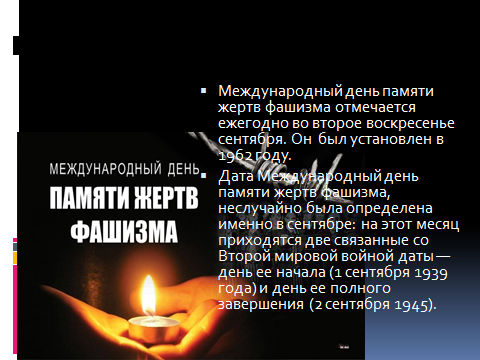 Международный день памяти
жертв фашизма отмечается
ежегодно во второе воскресенье
сентября. Он был установлен в
1962 году.
Дата Международный день
памяти жертв фашизма,
неслучайно была определена
именно в сентябре: на этот месяц
приходятся две связанные со
Второй мировой войной даты —
день ее начала (1 сентября 1939
года) и день ее полного
завершения (2 сентября 1945).
МЕЖДУНАРОДНЫЙ ДЕНЬ
ПАМЯТИ ЖЕРТВ
ФАШИЗМА